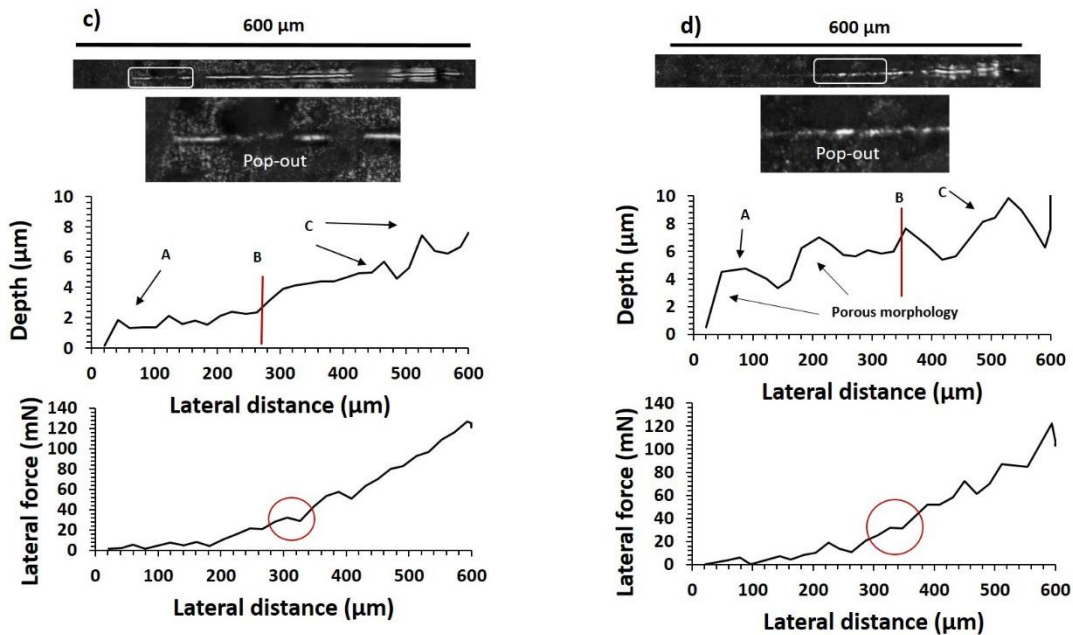 c)
600 µm
Pop-out
10
8
6
4
2
0
Depth (µm)
A
B
C
0 100 200 300 400 500 600
Lateral distance (µm)
140
120
100
80
60
40
20
0
Lateral force (mN)
0 100 200 300 400 500 600
Lateral distance (µm)
d)
600 µm
Pop-out
10
8
6
4
2
0
Depth (µm)
A
B
C
Porous morphology
0 100 200 300 400 500 600
Lateral distance (µm)
140
120
100
80
60
40
20
0
Lateral force (mN)
0 100 200 300 400 500 600
Lateral distance (µm)